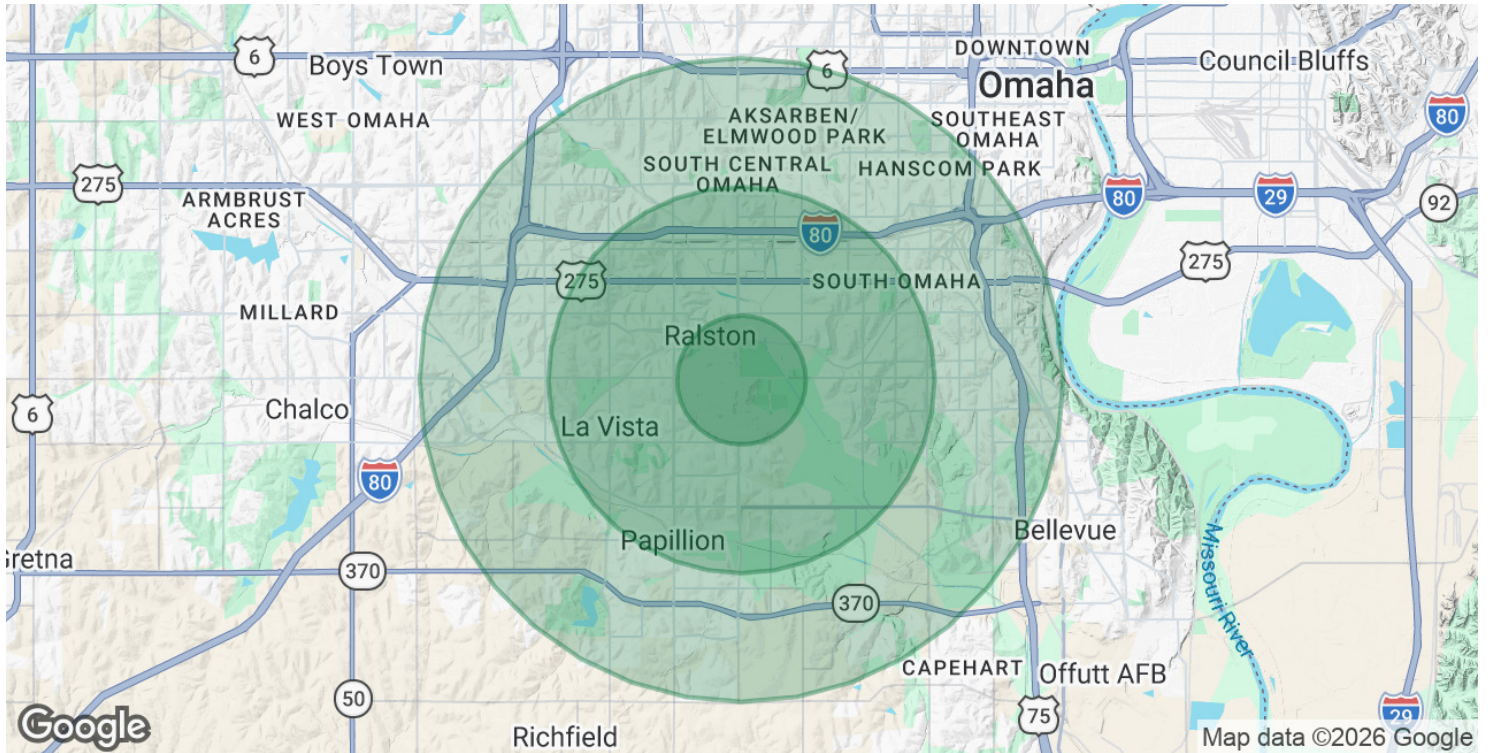 DOWNTOWN
6
Boys Town
6
Council Bluffs
Omaha
WEST OMAHA
AKSARBEN/
ELMWOOD PARK
SOUTHEAST
OMAHA
80
SOUTH CENTRAL
OMAHA
HANSCOM PARK
275
ARMBRUST
ACRES
80
29
92
80
275
275
SOUTH OMAHA
MILLARD
Ralston
Chalco
6
La Vista
80
Papillion
Bellevue
Gretna
370
370
Missouri River
CAPEHART
Offutt AFB
50
75
29
Google
Richfield
Map data ©2026 Google